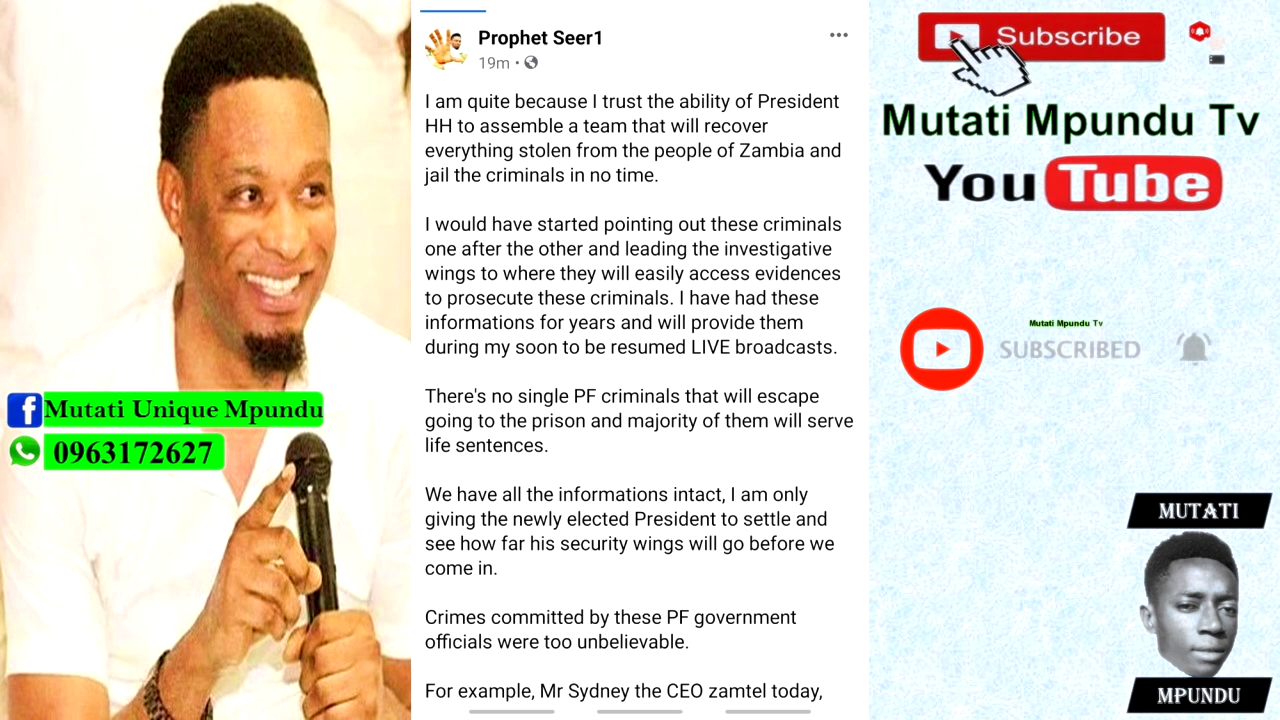 Mutati Unique Mpundu
0963172627
Prophet Seer1
19m
I am quite because I trust the ability of President
HH to assemble a team that will recover
everything stolen from the people of Zambia and
jail the criminals in no time.
I would have started pointing out these criminals
one after the other and leading the investigative
wings to where they will easily access evidences
to prosecute these criminals. I have had these
informations for years and will provide them
during my soon to be resumed LIVE broadcasts.
There's no single PF criminals that will escape
going to the prison and majority of them will serve
life sentences.
We have all the informations intact, I am only
giving the newly elected President to settle and
see how far his security wings will go before we
come in.
Crimes committed by these PF government
officials were too unbelievable.
For example, Mr Sydney the CEO zamtel today,
Subscribe
Mutati Mpundu Tv
YouTube
Mutati Mpundu Tv
SUBSCRIBED
MUTATI
MPUNDU